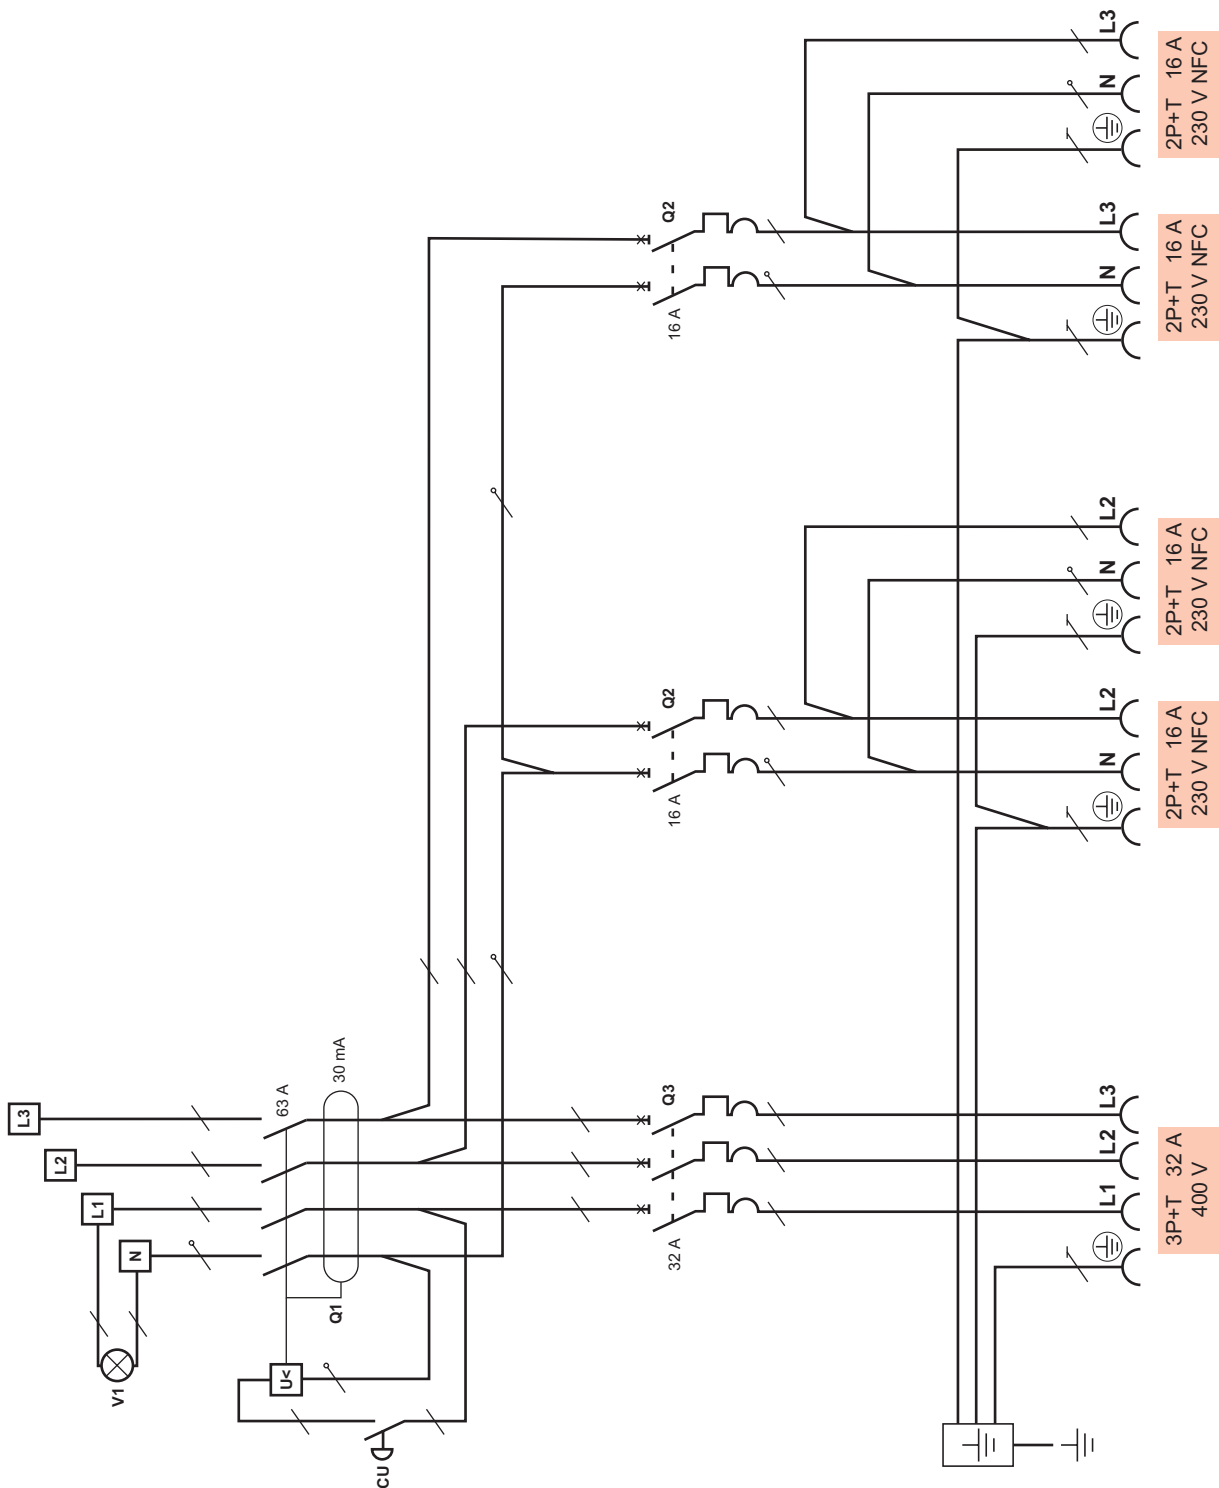 L3
L2
L1
N
V1
63 A
30 mA
Q1
U<
CU
Q3
32 A
Q2
16 A
Q2
16 A
L1
L2
L3
3P+T 32 A
400 V
N
L2
2P+T 16 A
230 V NFC
N
L2
2P+T 16 A
230 V NFC
N
L3
2P+T 16 A
230 V NFC
N
L3
2P+T 16 A
230 V NFC